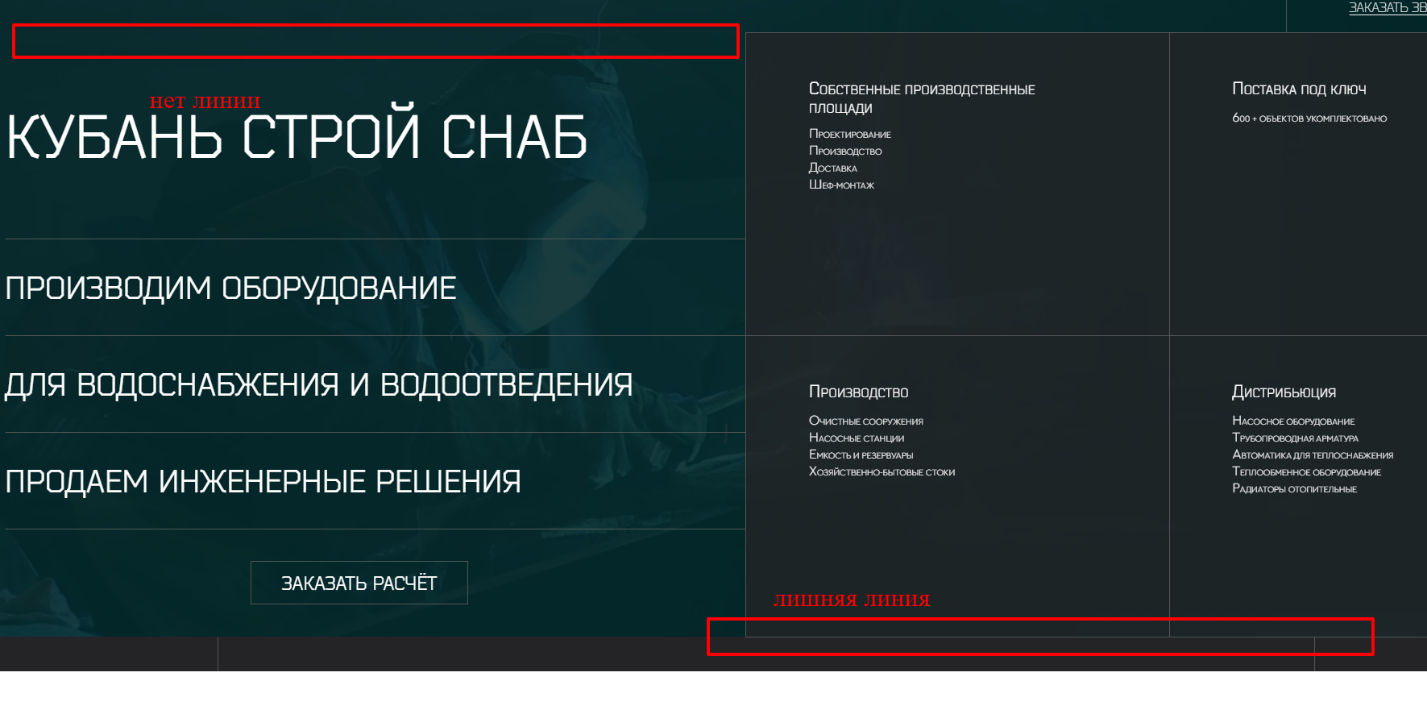 ЗАКАЗАТЬ ЗВ
нет линии
КУБАНЬ СТРОЙ СНАБ
ПРОИЗВОДИМ ОБОРУДОВАНИЕ
ДЛЯ ВОДОСНАБЖЕНИЯ И ВОДООТВЕДЕНИЯ
ПРОДАЕМ ИНЖЕНЕРНЫЕ РЕШЕНИЯ
ЗАКАЗАТЬ РАСЧЁТ
Собственные производственные
площади
Проектирование
Производство
Доставка
Шеф-монтаж
Поставка под ключ
600 + объектов укомплектовано
Производство
Очистные сооружения
Насосные станции
Емкость и резервуары
Хозяйственно-бытовые стоки
Дистрибьюция
Насосное оборудование
Трубопроводная арматура
Автоматика для теплоснабжения
Теплообменное оборудование
Радиаторы отопительные
лишняя линия